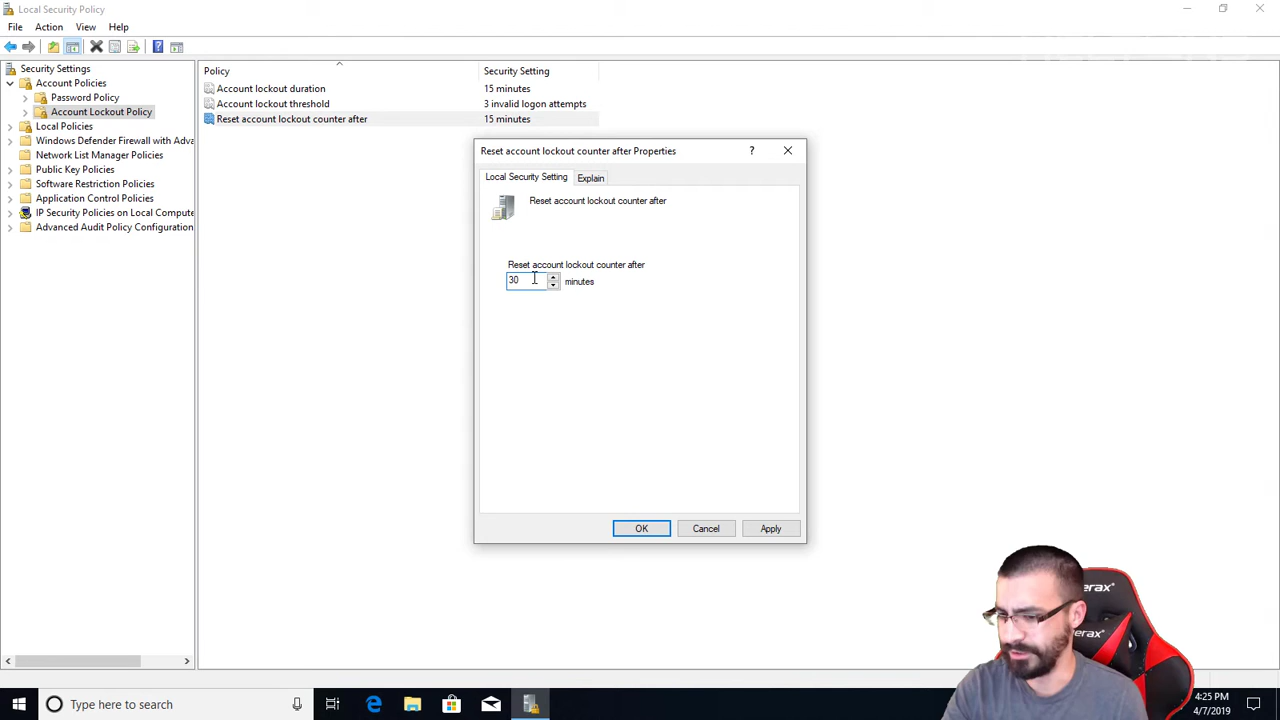 Local Security Policy
File Action View Help
Security Settings
Account Policies
Password Policy
Account Lockout Policy
Local Policies
Windows Defender Firewall with Adva
Network List Manager Policies
Public Key Policies
Software Restriction Policies
Application Control Policies
IP Security Policies on Local Compute
Advanced Audit Policy Configuration
Policy Security Setting
Account lockout duration 15 minutes
Account lockout threshold 3 invalid logon attempts
Reset account lockout counter after 15 minutes
Reset account lockout counter after Properties
Local Security Setting Explain
Reset account lockout counter after
Reset account lockout counter after
30 minutes
OK Cancel Apply
erax
erax
Type here to search
4:25 PM
4/7/2019